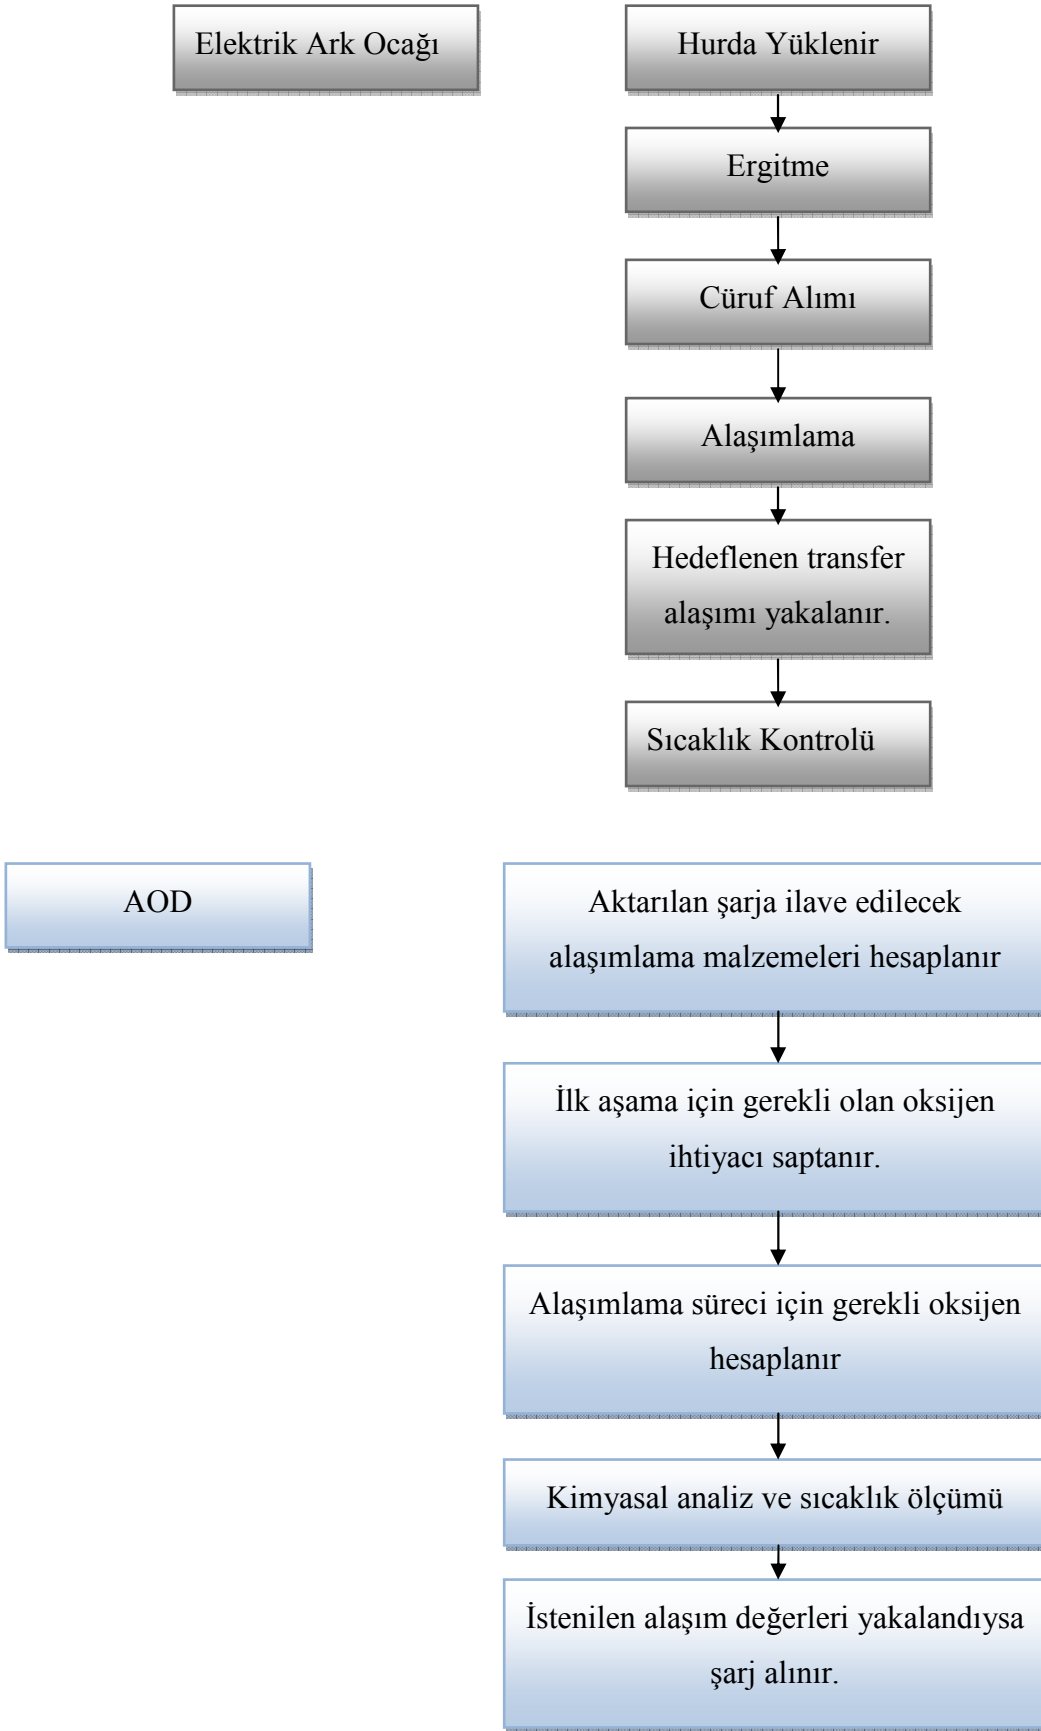 Elektrik Ark Ocağı
Hurda Yüklenir
Ergitme
Cüruf Alımı
Alaşımlama
Hedeflenen transfer
alaşımı yakalanır.
Sıcaklık Kontrolü
AOD
Aktarılan şarja ilave edilecek
alaşımlama malzemeleri hesaplanır
İlk aşama için gerekli olan oksijen
ihtiyacı saptanır.
Alaşımlama süreci için gerekli oksijen
hesaplanır
Kimyasal analiz ve sıcaklık ölçümü
İstenilen alaşım değerleri yakalandıysa
şarj alınır.